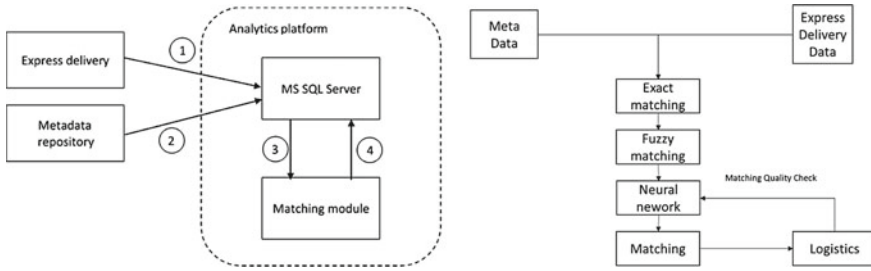 Analytics platform
1
Express delivery
MS SQL Server
Metadata
repository
2
3
4
Matching module
Meta
Data
Express
Delivery
Data
Exact
matching
Fuzzy
matching
Neural
nework
Matching Quality Check
Matching
Logistics